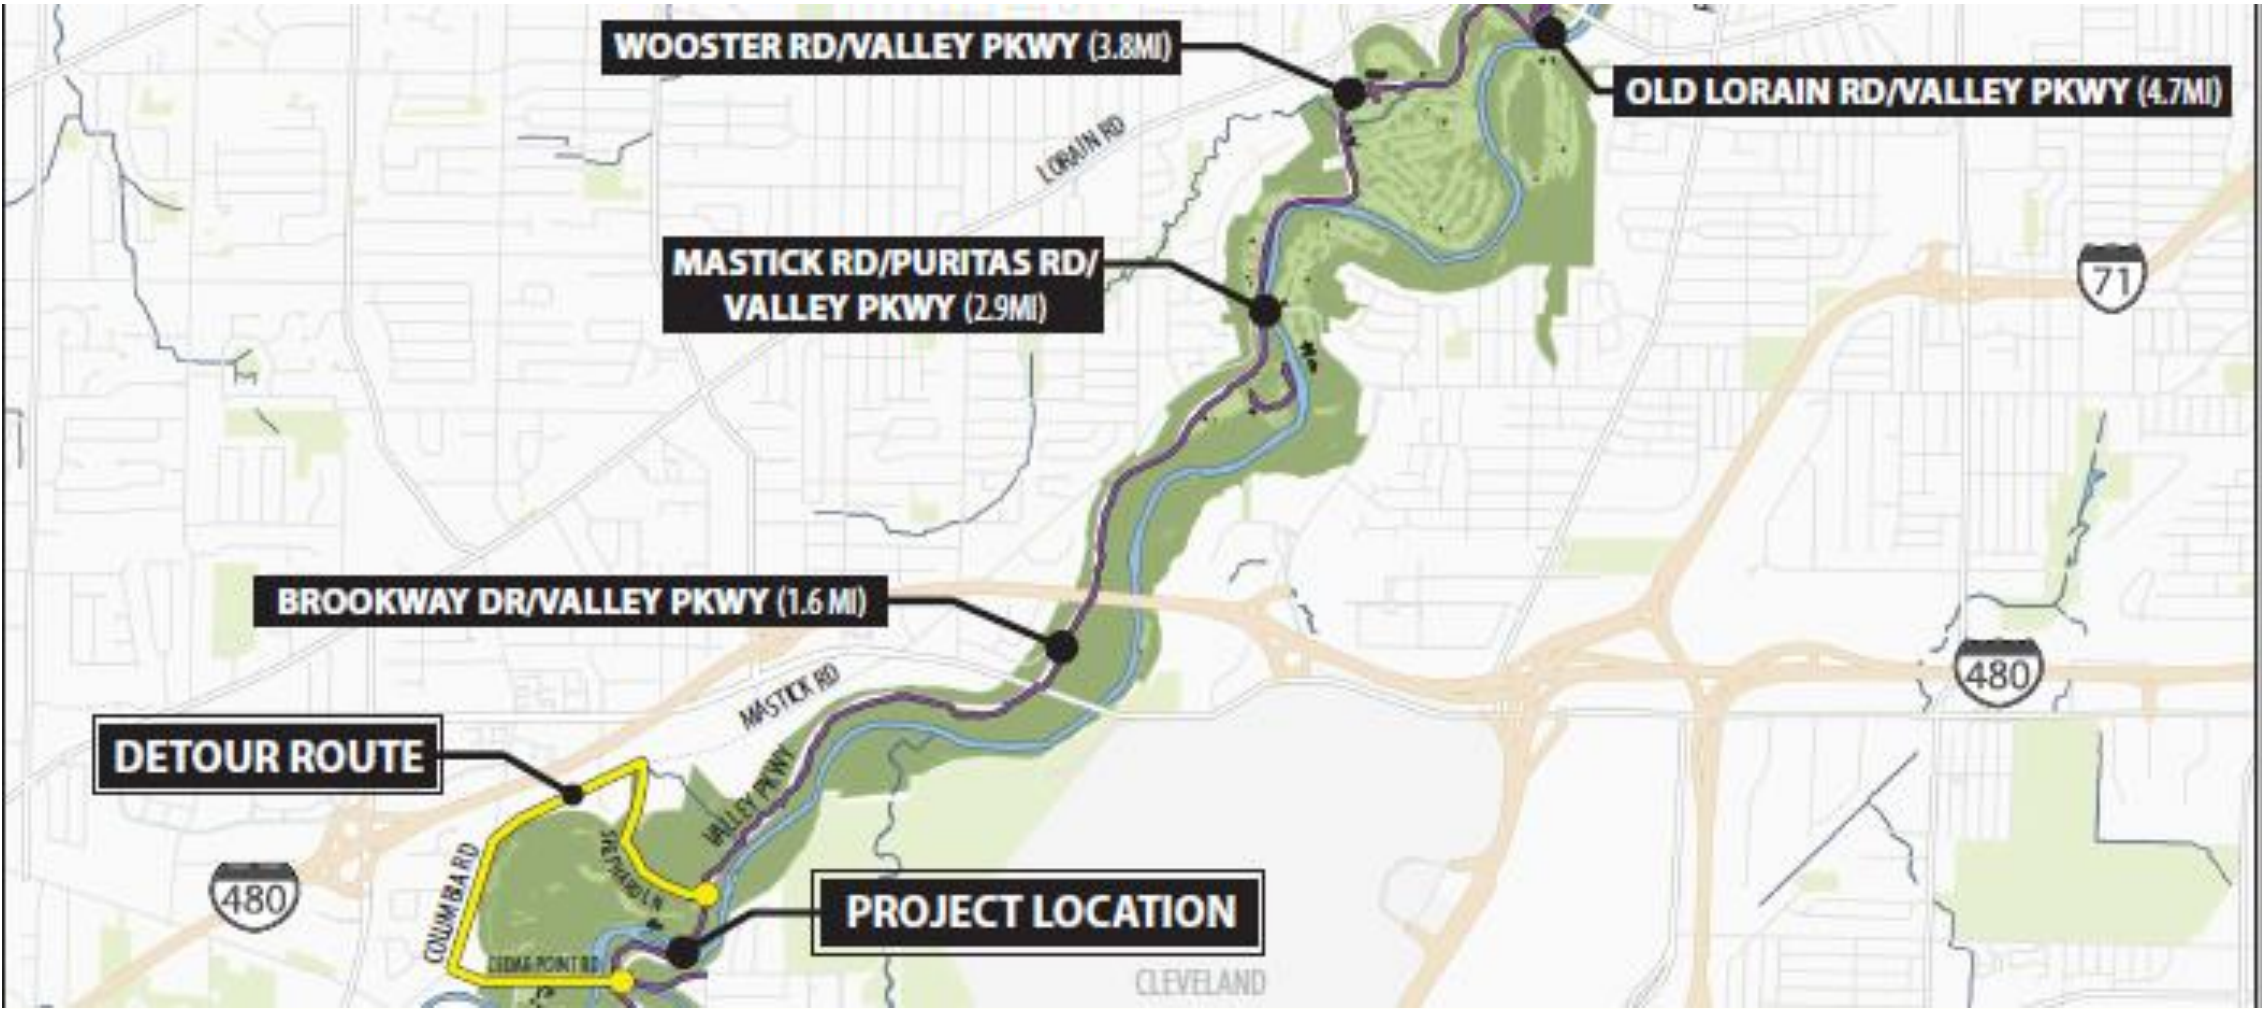 WOOSTER RD/VALLEY PKWY (3.8MI)
OLD LORAIN RD/VALLEY PKWY (4.7MI)
LORAIN RD
MASTICK RD/PURITAS RD/
VALLEY PKWY (2.9MI)
71
BROOKWAY DR/VALLEY PKWY (1.6 MI)
480
MASTICK RD
DETOUR ROUTE
VALLEY PKWY
SHEPHARD LN
COLUMBIA RD
480
PROJECT LOCATION
CEDAR POINT RD
CLEVELAND